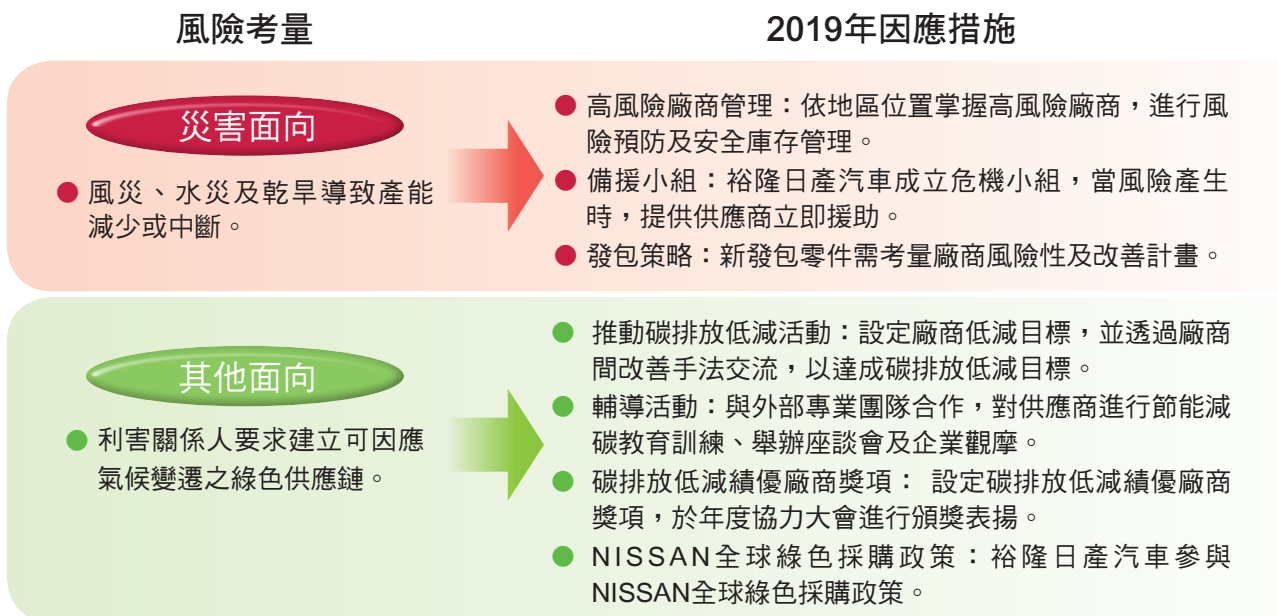 風險考量
2019年因應措施
災害面向
● 風災、水災及乾旱導致產能
減少或中斷。
● 高風險廠商管理：依地區位置掌握高風險廠商，進行風
險預防及安全庫存管理。
● 備援小組：裕隆日產汽車成立危機小組，當風險產生
時，提供供應商立即援助。
● 發包策略：新發包零件需考量廠商風險性及改善計畫。
其他面向
● 利害關係人要求建立可因應
氣候變遷之綠色供應鏈。
● 推動碳排放低減活動：設定廠商低減目標，並透過廠商
間改善手法交流，以達成碳排放低減目標。
● 輔導活動：與外部專業團隊合作，對供應商進行節能減
碳教育訓練、舉辦座談會及企業觀摩。
● 碳排放低減績優廠商獎項： 設定碳排放低減績優廠商
獎項，於年度協力大會進行頒獎表揚。
● NISSAN全球綠色採購政策：裕隆日產汽車參與
NISSAN全球綠色採購政策。